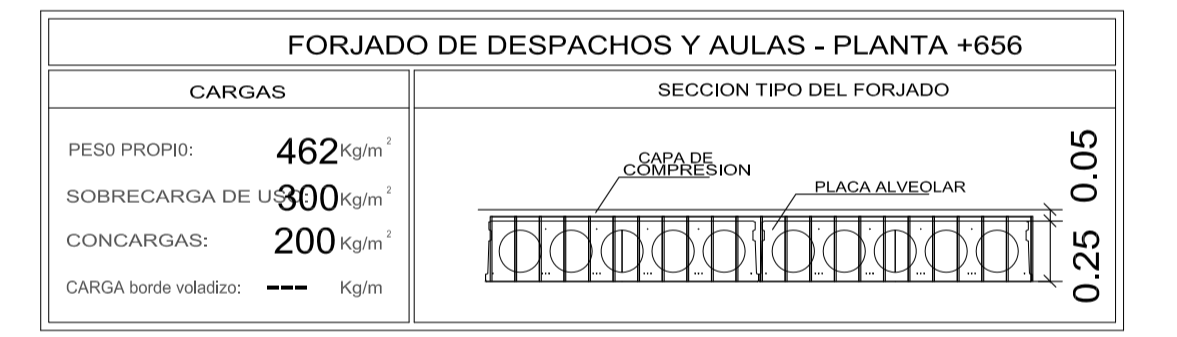 FORJADO DE DESPACHOS Y AULAS - PLANTA +656
CARGAS
PES0 PROPI0: 462 Kg/m²
SOBRECARGA DE USO: 300 Kg/m²
CONCARGAS: 200 Kg/m²
CARGA borde voladizo: --- Kg/m
SECCION TIPO DEL FORJADO
CAPA DE
COMPRESION
PLACA ALVEOLAR
0.05
0.25